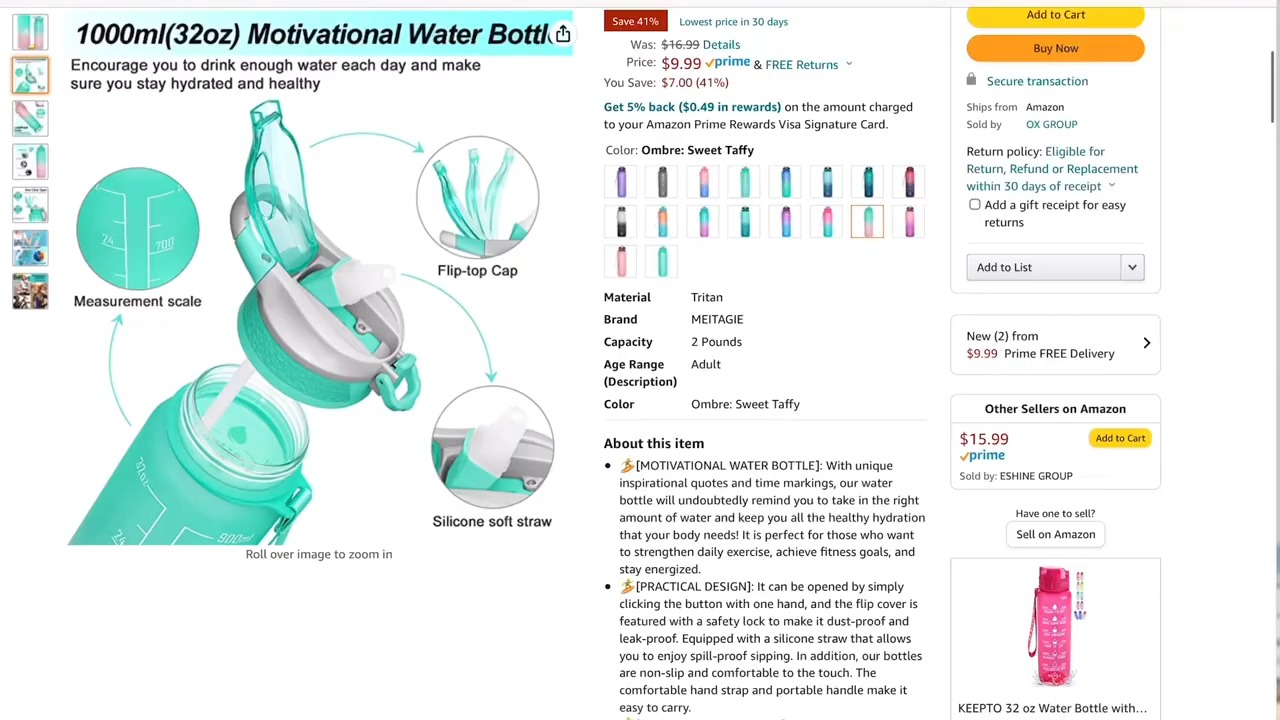 1000ml(32oz) Motivational Water Bottl
Encourage you to drink enough water each day and make
sure you stay hydrated and healthy
24
700
Flip-top Cap
Measurement scale
Silicone soft straw
32oz
24
900ml
Roll over image to zoom in
Save 41%
Lowest price in 30 days
Was: $16.99 Details
Price: $9.99 prime & FREE Returns
You Save: $7.00 (41%)
Get 5% back ($0.49 in rewards) on the amount charged
to your Amazon Prime Rewards Visa Signature Card.
Color: Ombre: Sweet Taffy
Material Tritan
Brand MEITAGIE
Capacity 2 Pounds
Age Range Adult
(Description)
Color Ombre: Sweet Taffy
About this item
[MOTIVATIONAL WATER BOTTLE]: With unique
inspirational quotes and time markings, our water
bottle will undoubtedly remind you to take in the right
amount of water and keep you all the healthy hydration
that your body needs! It is perfect for those who want
to strengthen daily exercise, achieve fitness goals, and
stay energized.
[PRACTICAL DESIGN]: It can be opened by simply
clicking the button with one hand, and the flip cover is
featured with a safety lock to make it dust-proof and
leak-proof. Equipped with a silicone straw that allows
you to enjoy spill-proof sipping. In addition, our bottles
are non-slip and comfortable to the touch. The
comfortable hand strap and portable handle make it
easy to carry.
Add to Cart
Buy Now
Secure transaction
Ships from Amazon
Sold by OX GROUP
Return policy: Eligible for
Return, Refund or Replacement
within 30 days of receipt
Add a gift receipt for easy
returns
Add to List
New (2) from
$9.99 Prime FREE Delivery
Other Sellers on Amazon
$15.99
Add to Cart
prime
Sold by: ESHINE GROUP
Have one to sell?
Sell on Amazon
KEEPTO 32 oz Water Bottle with…